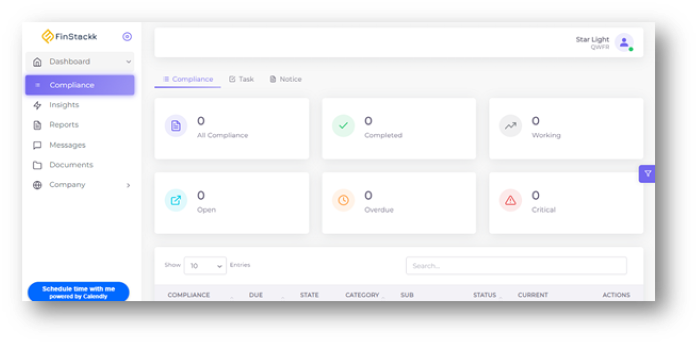 FinStackk
Dashboard
Compliance
Insights
Reports
Messages
Documents
Company
Schedule time with me
powered by Calendly
Star Light
QWFR
Compliance Task Notice
0
All Compliance
0
Completed
0
Working
0
Open
0
Overdue
0
Critical
Show 10 Entries
Search...
COMPLIANCE DUE STATE CATEGORY SUB STATUS CURRENT ACTIONS